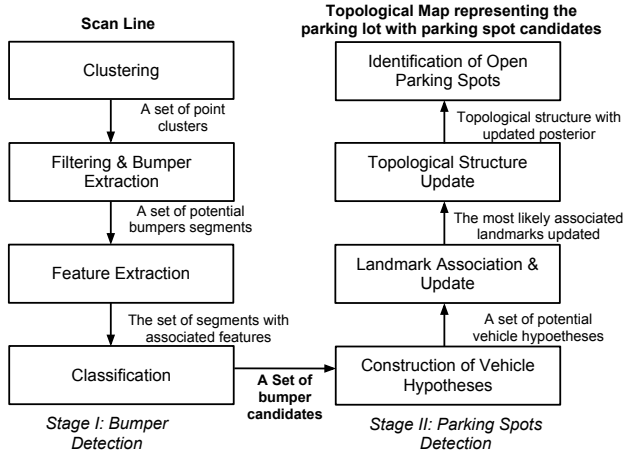 Scan Line
Clustering
A set of point
clusters
Filtering & Bumper
Extraction
A set of potential
bumpers segments
Feature Extraction
The set of segments with
associated features
Classification
Stage I: Bumper
Detection
A Set of
bumper
candidates
Topological Map representing the
parking lot with parking spot candidates
Identification of Open
Parking Spots
Topological structure with
updated posterior
Topological Structure
Update
The most likely associated
landmarks updated
Landmark Association &
Update
A set of potential
vehicle hypoetheses
Construction of Vehicle
Hypotheses
Stage II: Parking Spots
Detection